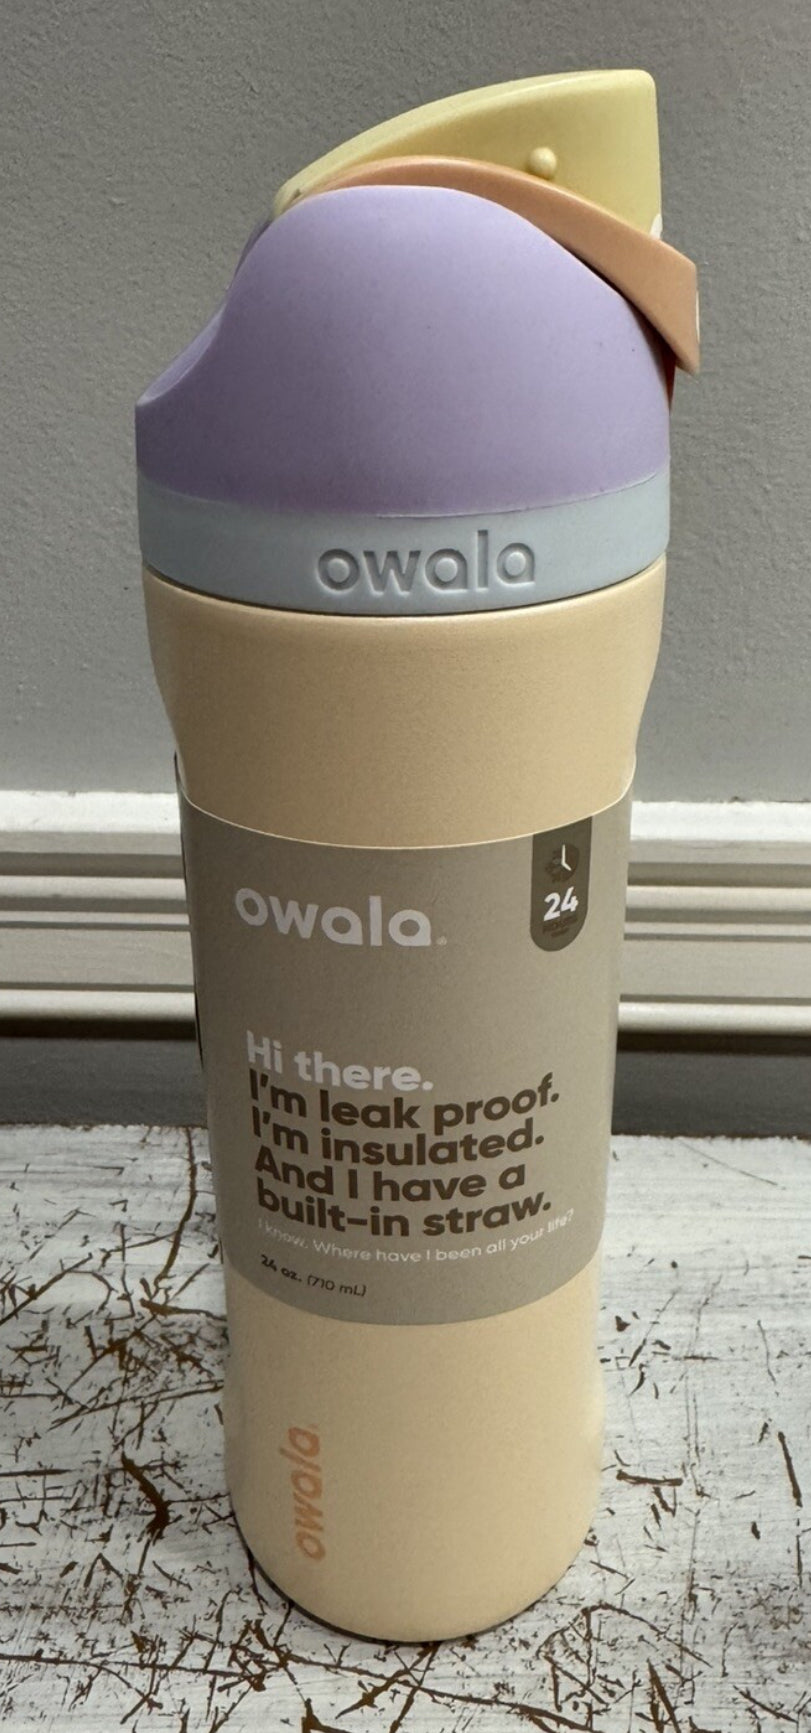 owala
owala®
24
Hi there.
I'm leak proof.
I'm insulated.
And I have a
built-in straw.
I know. Where have I been all your life?
24 oz. (710 mL)
owala